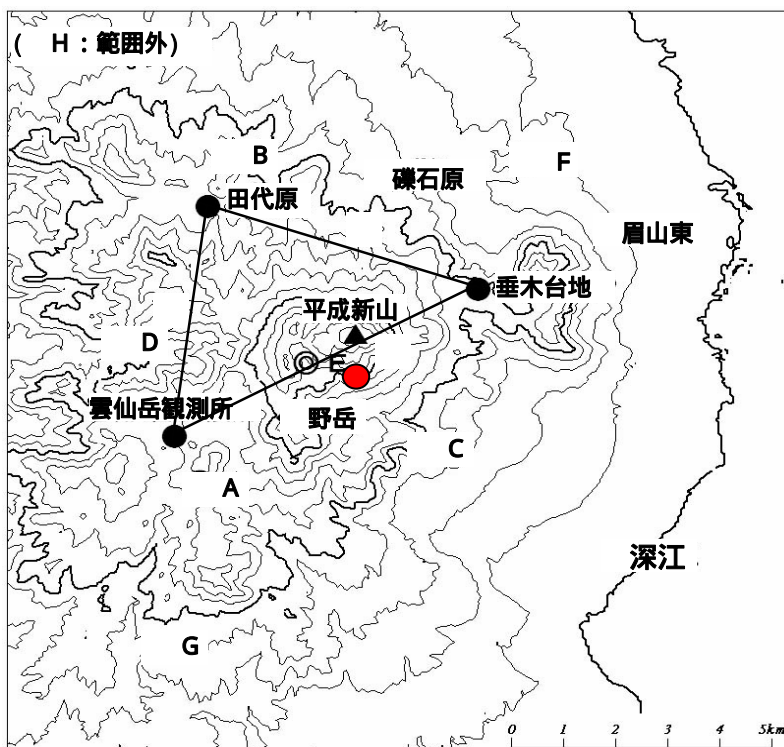 ( H：範囲外)
B
田代原
礫石原
F
眉山東
垂木台地
平成新山
D
E
雲仙岳観測所
野岳
C
A
深江
G
0 1 2 3 4 5km